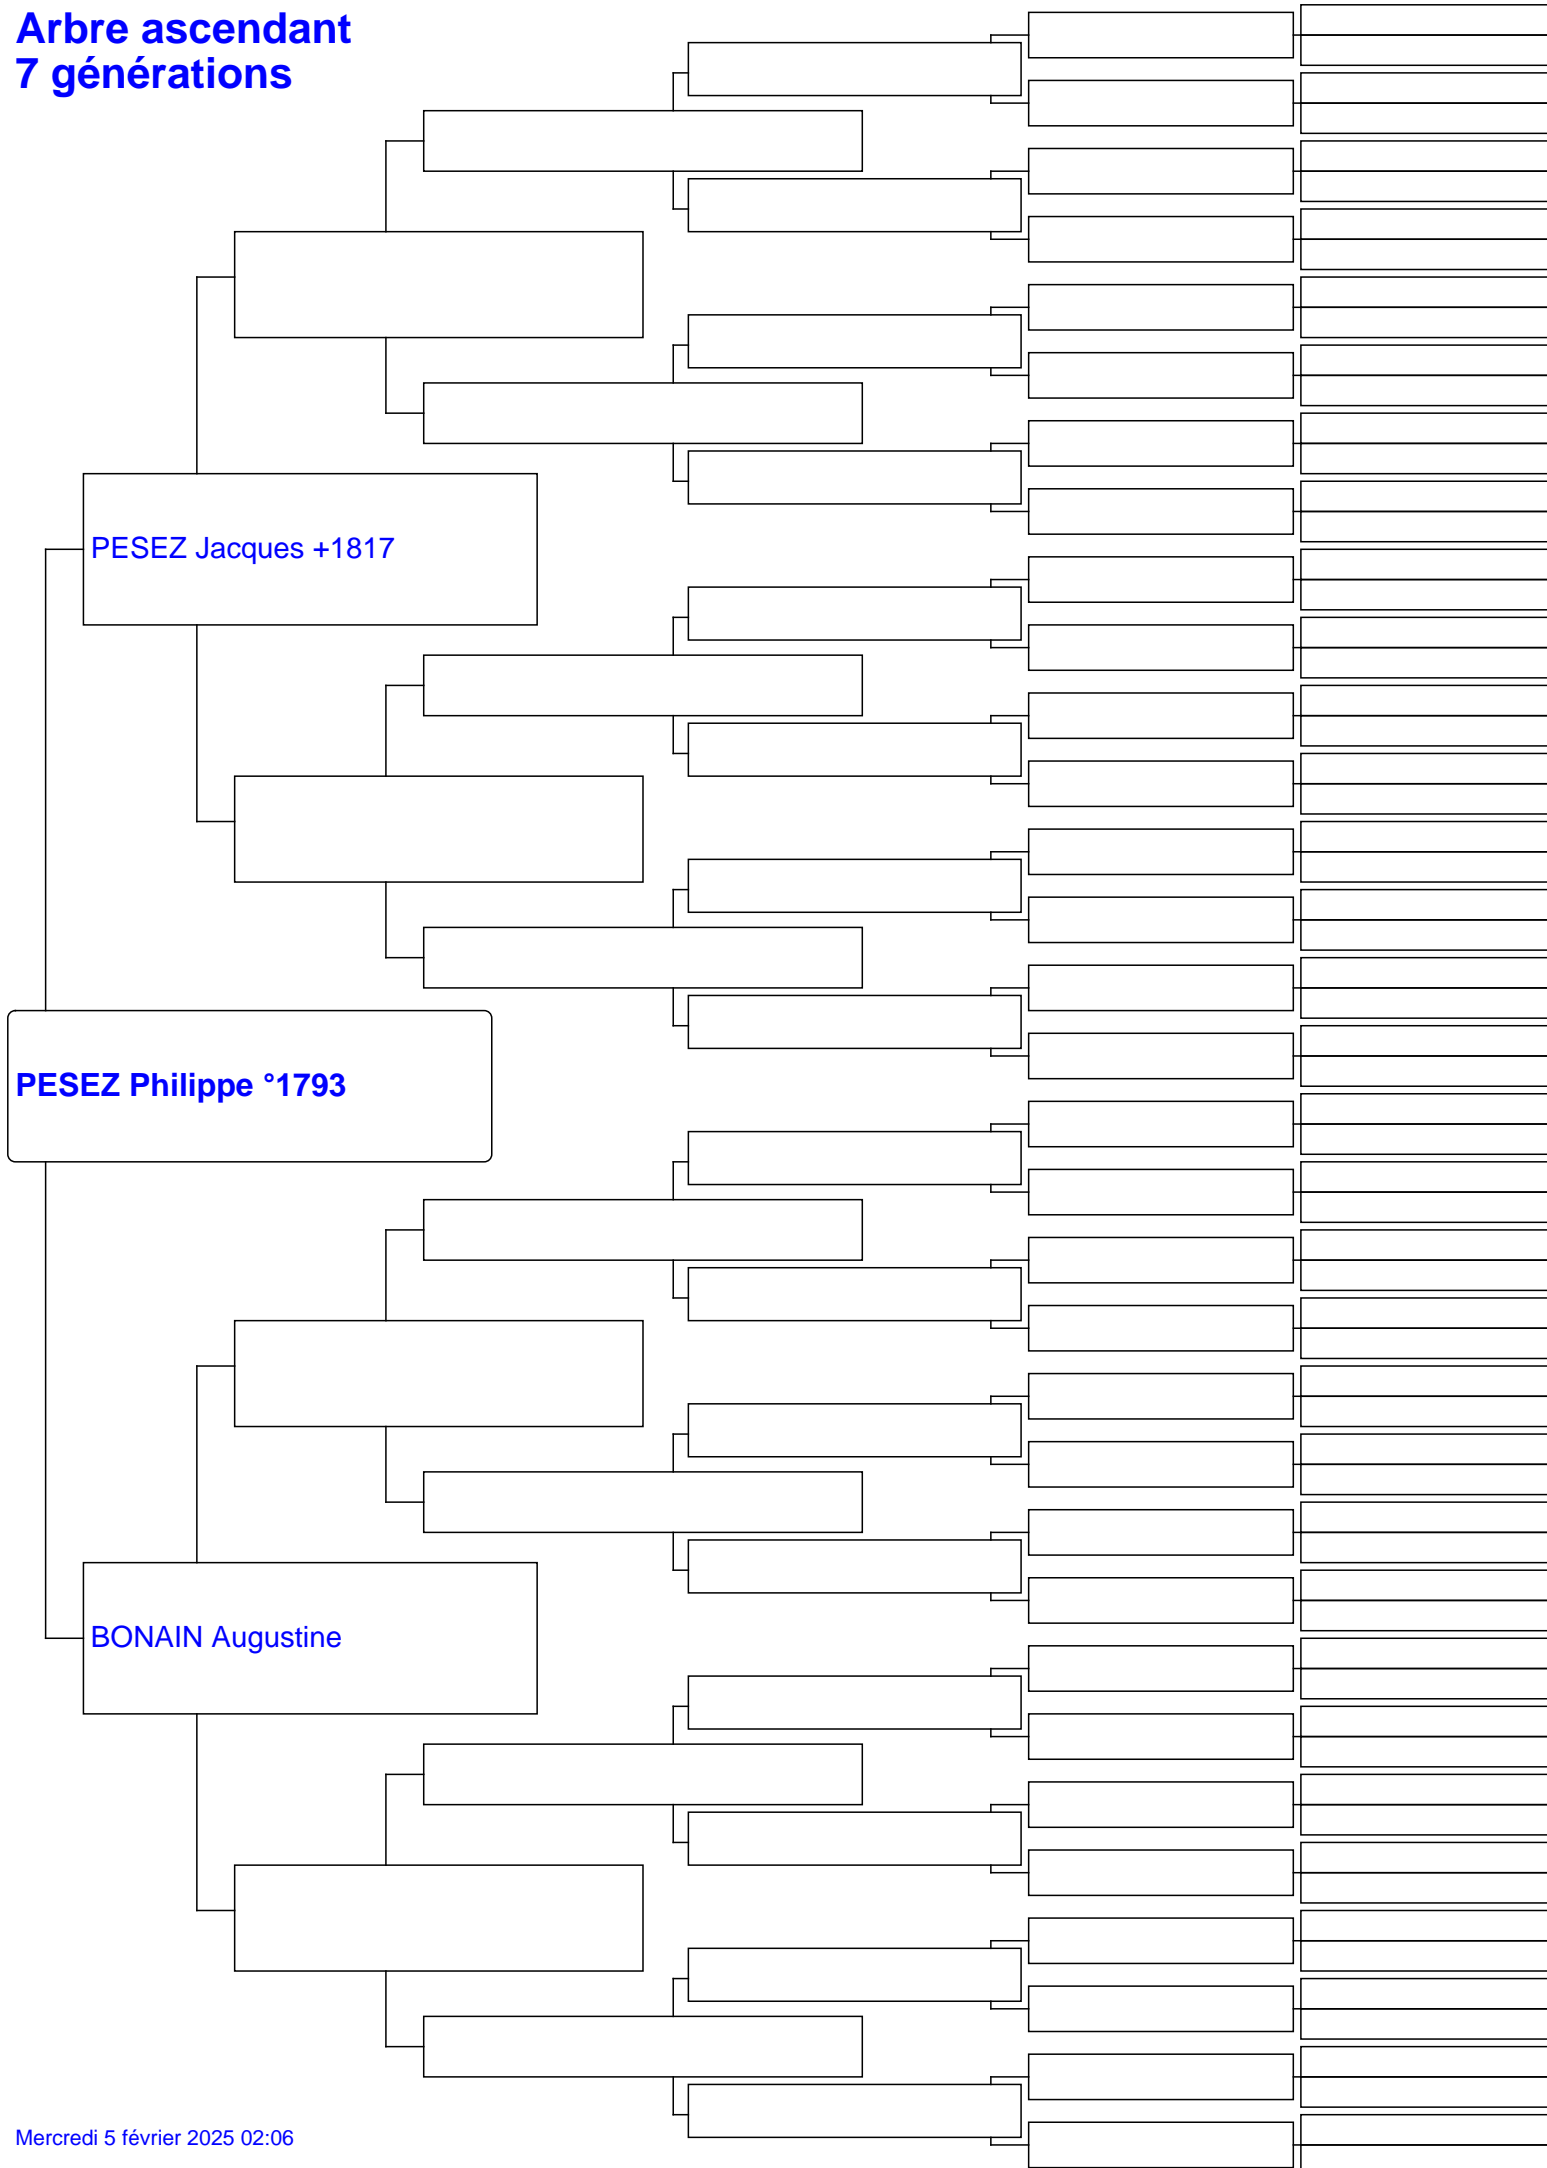 Arbre ascendant
7 générations
PESEZ Jacques +1817
PESEZ Philippe °1793
BONAIN Augustine
Mercredi 5 février 2025 02:06